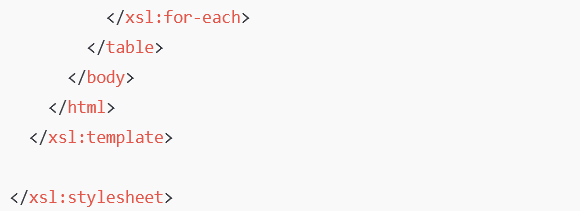 </xsl:for-each>
        </table>
      </body>
    </html>
  </xsl:template>

</xsl:stylesheet>